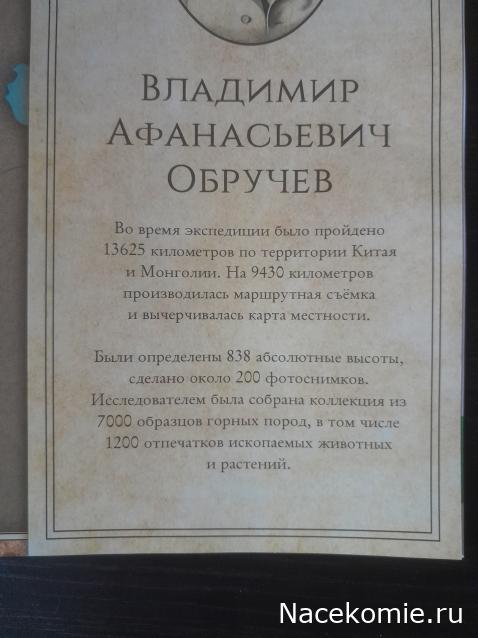 Владимир
Афанасьевич
Обручев
Во время экспедиции было пройдено
13625 километров по территории Китая
и Монголии. На 9430 километров
производилась маршрутная съёмка
и вычерчивалась карта местности.
Были определены 838 абсолютные высоты,
сделано около 200 фотоснимков.
Исследователем была собрана коллекция из
7000 образцов горных пород, в том числе
1200 отпечатков ископаемых животных
и растений.
Nacekomie.ru